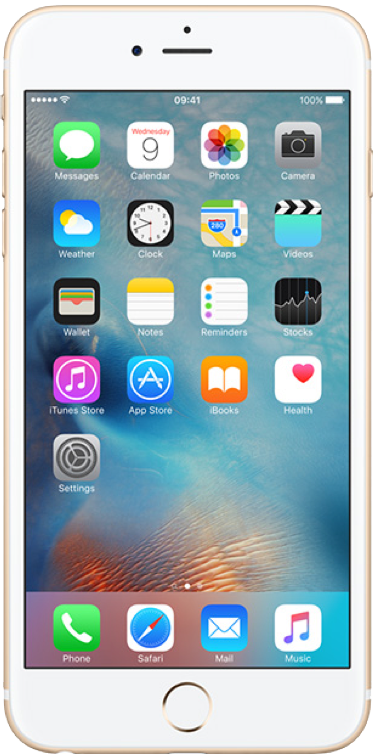 09:41 100%
Wednesday
9
Messages Calendar Photos Camera
280
Weather Clock Maps Videos
Wallet Notes Reminders Stocks
iTunes Store App Store iBooks Health
Settings
Phone Safari Mail Music